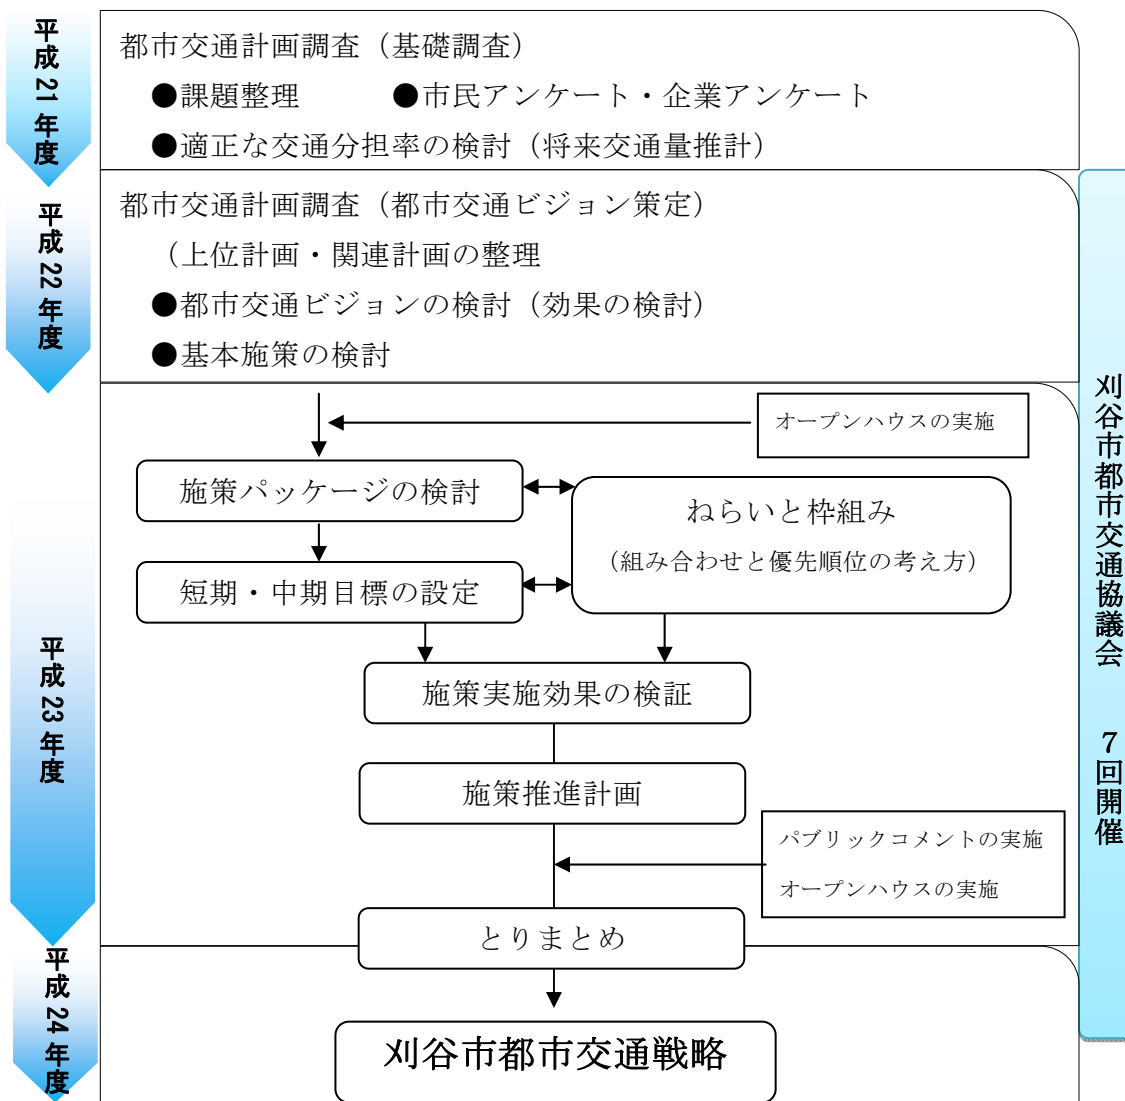 平成21年度
都市交通計画調査（基礎調査）
●課題整理　　　●市民アンケート・企業アンケート
●適正な交通分担率の検討（将来交通量推計）
平成22年度
都市交通計画調査（都市交通ビジョン策定）
（上位計画・関連計画の整理
●都市交通ビジョンの検討（効果の検討）
●基本施策の検討
平成23年度
オープンハウスの実施
施策パッケージの検討
ねらいと枠組み
（組み合わせと優先順位の考え方）
短期・中期目標の設定
施策実施効果の検証
施策推進計画
パブリックコメントの実施
オープンハウスの実施
とりまとめ
平成24年度
刈谷市都市交通戦略
刈谷市都市交通協議会　7回開催